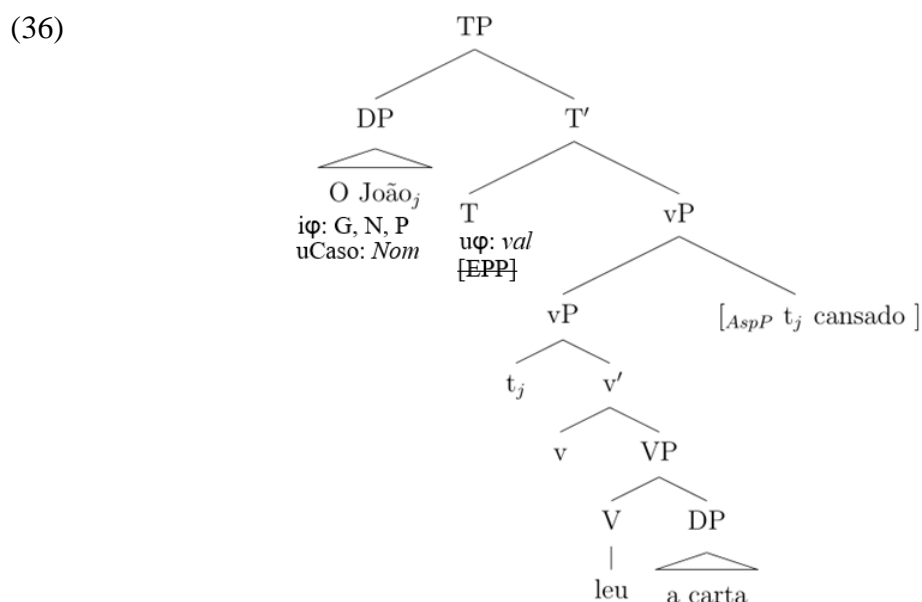 (36)
TP
DP T′
O João_j T vP
iφ: G, N, P uφ: val
uCaso: Nom [EPP]
vP [AspP t_j cansado ]
t_j v′
v VP
V DP
leu a carta